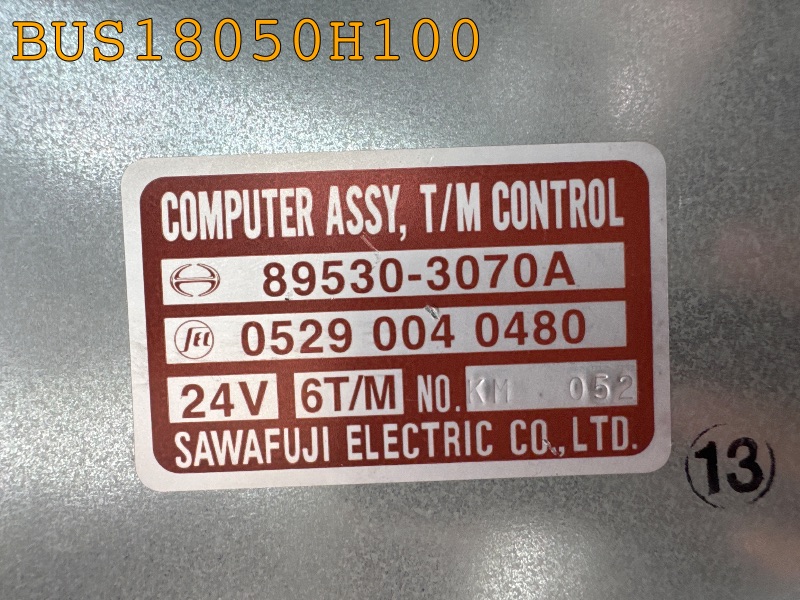 BUS18050H100
COMPUTER ASSY, T/M CONTROL
89530-3070A
SEC 0529 004 0480
24V 6T/M NO. KM 052
SAWAFUJI ELECTRIC CO., LTD.
13